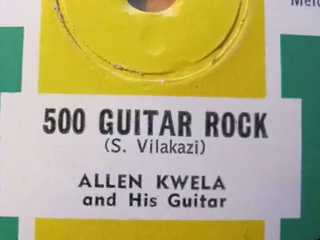 500 GUITAR ROCK
(S. Vilakazi)
ALLEN KWELA
and His Guitar